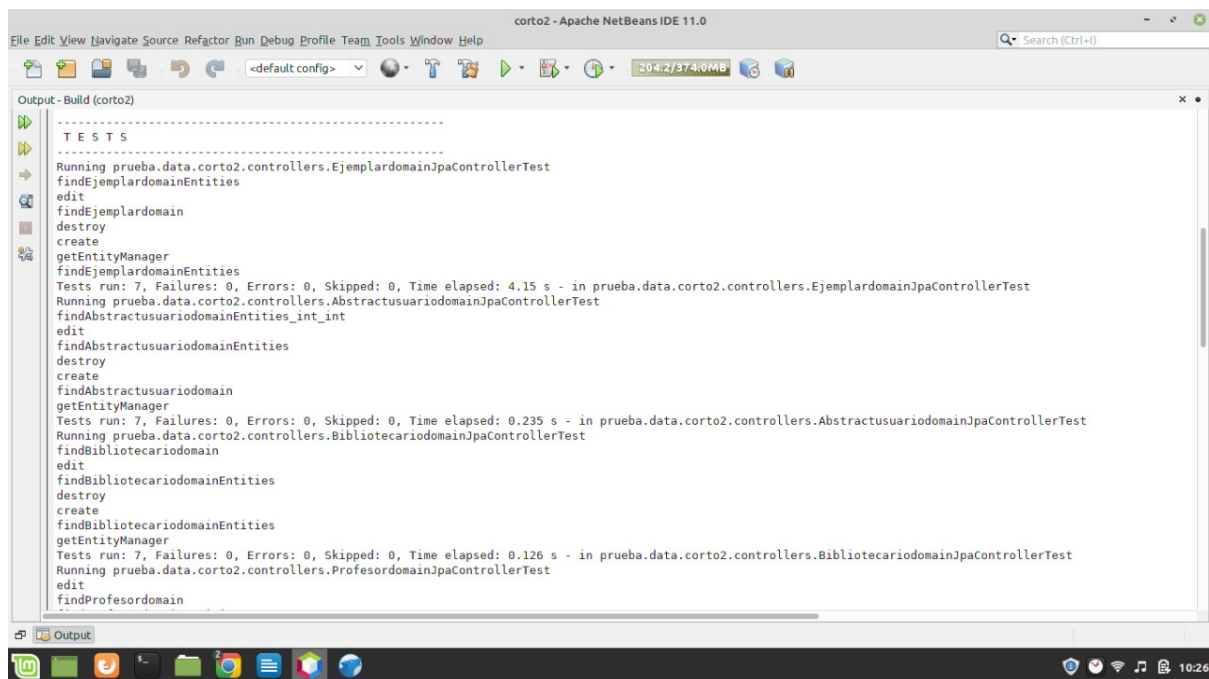 corto2 - Apache NetBeans IDE 11.0
File Edit View Navigate Source Refactor Run Debug Profile Team Tools Window Help
Search (Ctrl+I)
<default config>
204.2/374.0MB
Output - Build (corto2)
-------------------------------------------------------
T E S T S
-------------------------------------------------------
Running prueba.data.corto2.controllers.EjemplardomainJpaControllerTest
findEjemplardomainEntities
edit
findEjemplardomain
destroy
create
getEntityManager
findEjemplardomainEntities
Tests run: 7, Failures: 0, Errors: 0, Skipped: 0, Time elapsed: 4.15 s - in prueba.data.corto2.controllers.EjemplardomainJpaControllerTest
Running prueba.data.corto2.controllers.AbstractusuariodomainJpaControllerTest
findAbstractusuariodomainEntities_int_int
edit
findAbstractusuariodomainEntities
destroy
create
findAbstractusuariodomain
getEntityManager
Tests run: 7, Failures: 0, Errors: 0, Skipped: 0, Time elapsed: 0.235 s - in prueba.data.corto2.controllers.AbstractusuariodomainJpaControllerTest
Running prueba.data.corto2.controllers.BibliotecariodomainJpaControllerTest
findBibliotecariodomain
edit
findBibliotecariodomainEntities
destroy
create
findBibliotecariodomainEntities
getEntityManager
Tests run: 7, Failures: 0, Errors: 0, Skipped: 0, Time elapsed: 0.126 s - in prueba.data.corto2.controllers.BibliotecariodomainJpaControllerTest
Running prueba.data.corto2.controllers.ProfesordomainJpaControllerTest
edit
findProfesordomain
Output
2
10:26